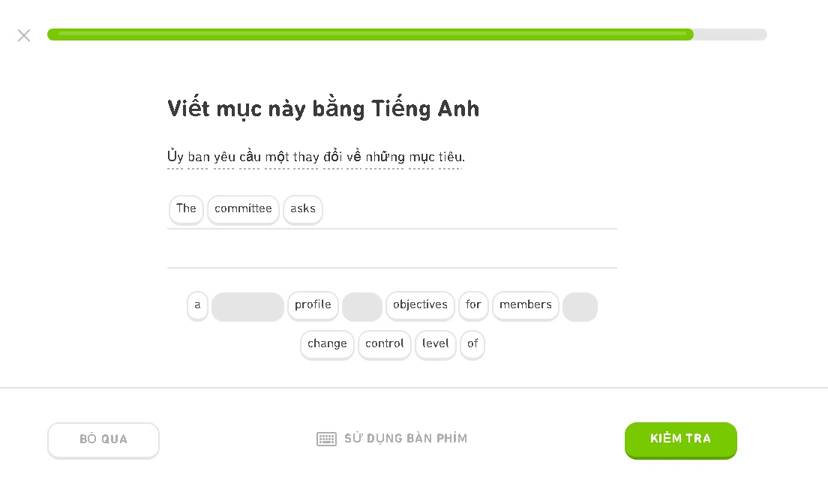 Viết mục này bằng Tiếng Anh
Ủy ban yêu cầu một thay đổi về những mục tiêu.
The committee asks
a profile objectives for members
change control level of
BỎ QUA SỬ DỤNG BÀN PHÍM KIỂM TRA